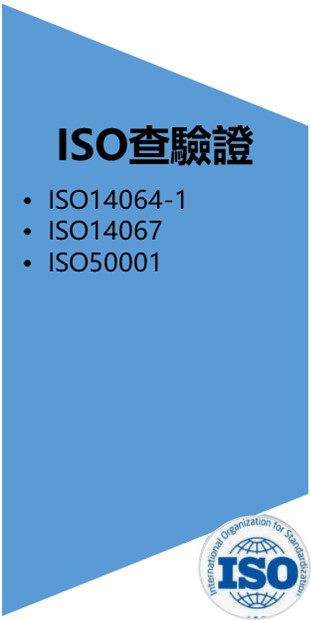 ISO查驗證
• ISO14064-1
• ISO14067
• ISO50001
International Organization for Standardization
ISO